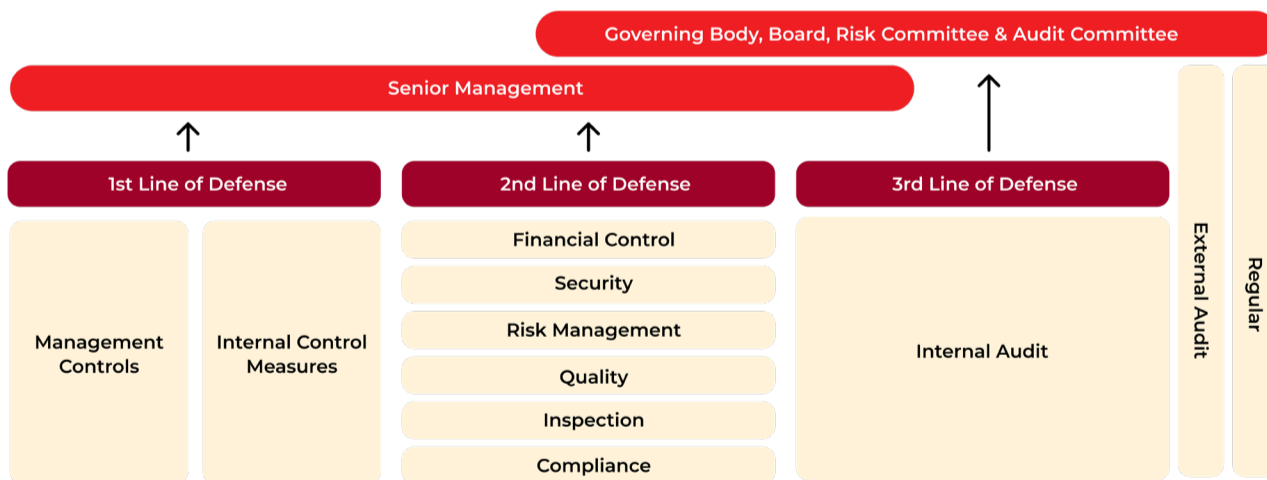 Governing Body, Board, Risk Committee & Audit Committee
Senior Management
1st Line of Defense
2nd Line of Defense
3rd Line of Defense
Management
Controls
Internal Control
Measures
Financial Control
Security
Risk Management
Quality
Inspection
Compliance
Internal Audit
External Audit
Regular